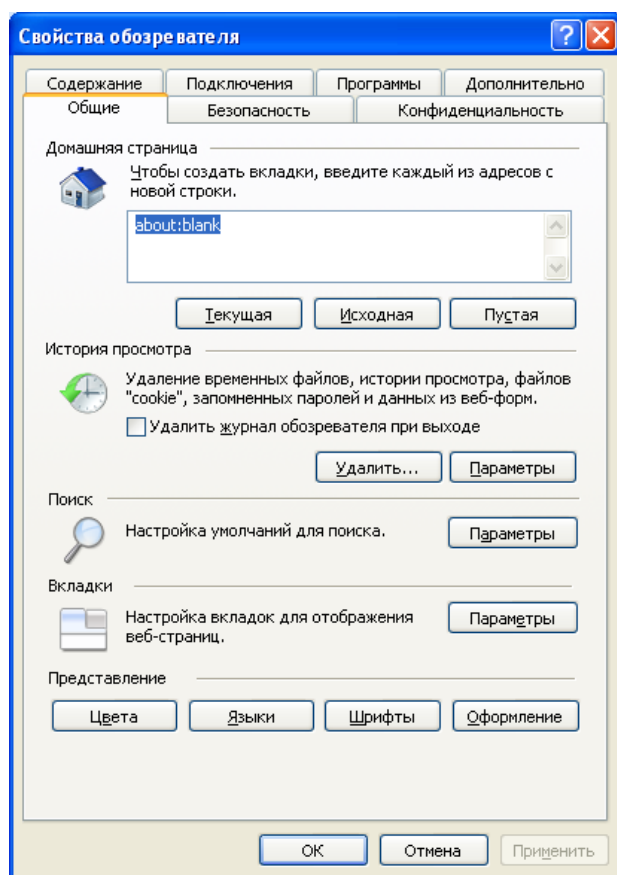 Свойства обозревателя
Содержание Подключения Программы Дополнительно
Общие Безопасность Конфиденциальность
Домашняя страница
Чтобы создать вкладки, введите каждый из адресов с
новой строки.
about:blank
Текущая Исходная Пустая
История просмотра
Удаление временных файлов, истории просмотра, файлов
"cookie", запомненных паролей и данных из веб-форм.
Удалить журнал обозревателя при выходе
Удалить... Параметры
Поиск
Настройка умолчаний для поиска. Параметры
Вкладки
Настройка вкладок для отображения
веб-страниц. Параметры
Представление
Цвета Языки Шрифты Оформление
ОК Отмена Применить